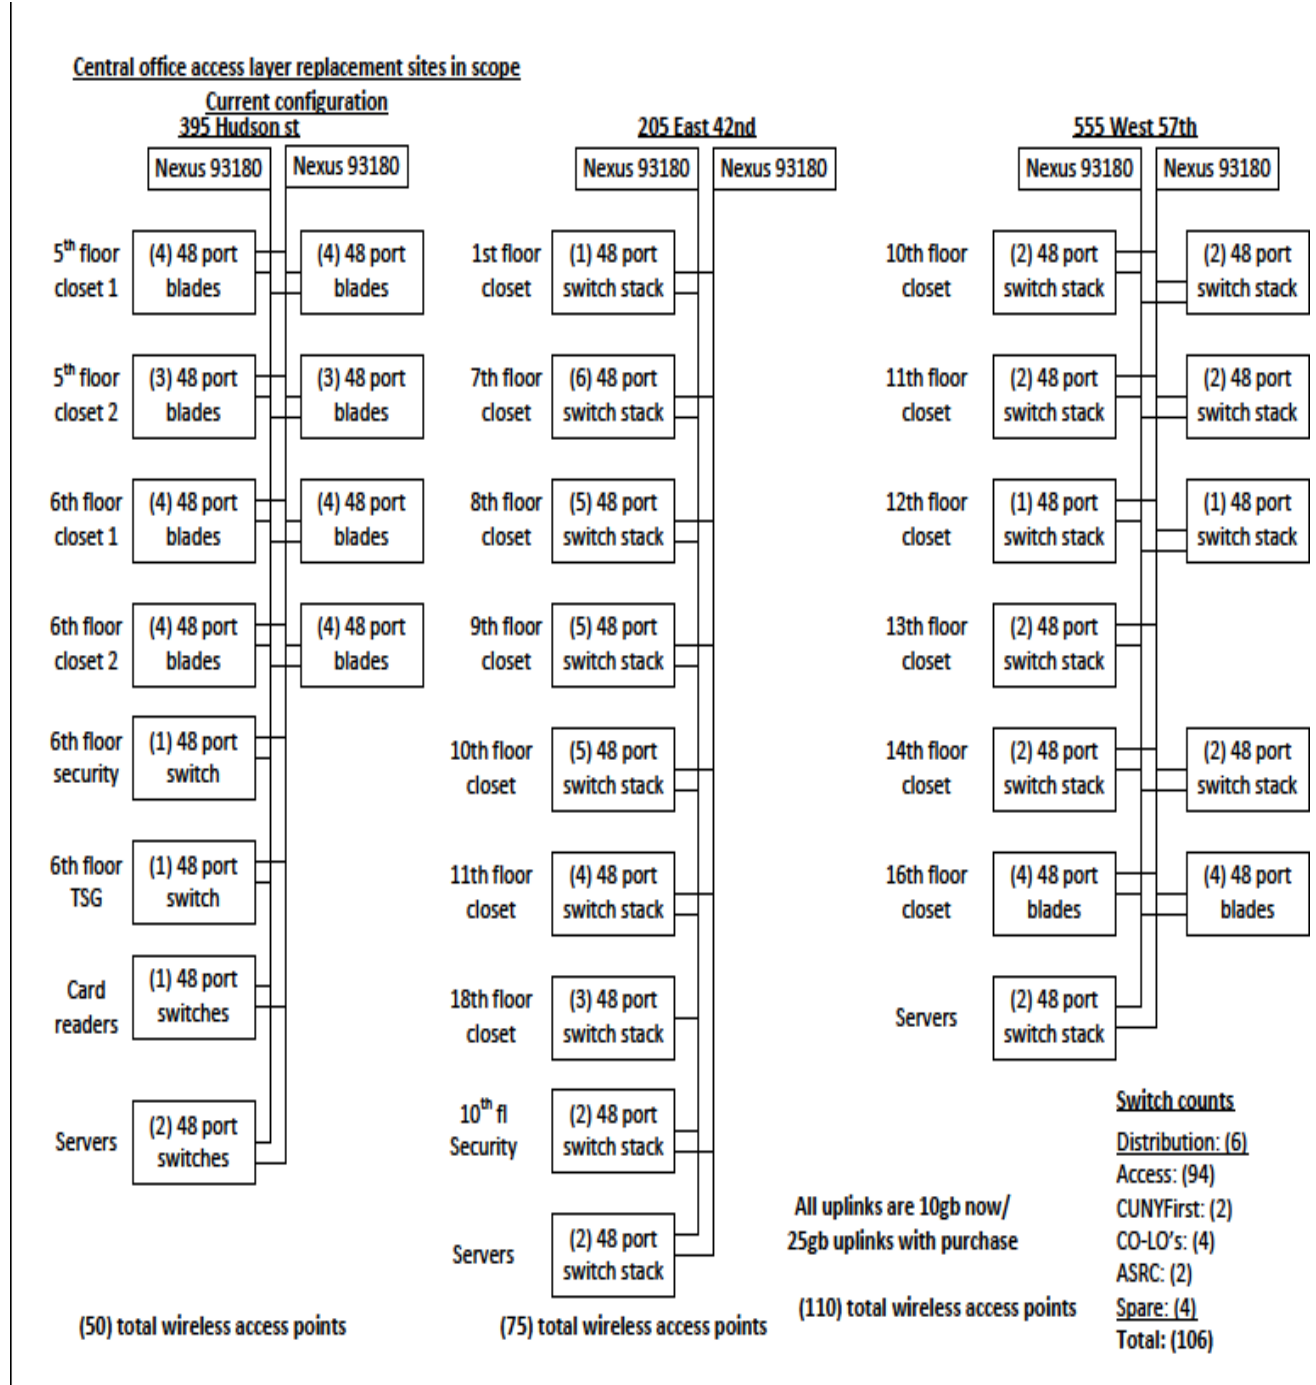 Central office access layer replacement sites in scope
Current configuration
395 Hudson st
Nexus 93180
Nexus 93180
5th floor
closet 1
(4) 48 port
blades
(4) 48 port
blades
5th floor
closet 2
(3) 48 port
blades
(3) 48 port
blades
6th floor
closet 1
(4) 48 port
blades
(4) 48 port
blades
6th floor
closet 2
(4) 48 port
blades
(4) 48 port
blades
6th floor
security
(1) 48 port
switch
6th floor
TSG
(1) 48 port
switch
Card
readers
(1) 48 port
switches
Servers
(2) 48 port
switches
(50) total wireless access points
205 East 42nd
Nexus 93180
Nexus 93180
1st floor
closet
(1) 48 port
switch stack
7th floor
closet
(6) 48 port
switch stack
8th floor
closet
(5) 48 port
switch stack
9th floor
closet
(5) 48 port
switch stack
10th floor
closet
(5) 48 port
switch stack
11th floor
closet
(4) 48 port
switch stack
18th floor
closet
(3) 48 port
switch stack
10th fl
Security
(2) 48 port
switch stack
Servers
(2) 48 port
switch stack
(75) total wireless access points
555 West 57th
Nexus 93180
Nexus 93180
10th floor
closet
(2) 48 port
switch stack
(2) 48 port
switch stack
11th floor
closet
(2) 48 port
switch stack
(2) 48 port
switch stack
12th floor
closet
(1) 48 port
switch stack
(1) 48 port
switch stack
13th floor
closet
(2) 48 port
switch stack
14th floor
closet
(2) 48 port
switch stack
(2) 48 port
switch stack
16th floor
closet
(4) 48 port
blades
(4) 48 port
blades
Servers
(2) 48 port
switch stack
All uplinks are 10gb now/
25gb uplinks with purchase
(110) total wireless access points
Switch counts
Distribution: (6)
Access: (94)
CUNYFirst: (2)
CO-LO's: (4)
ASRC: (2)
Spare: (4)
Total: (106)